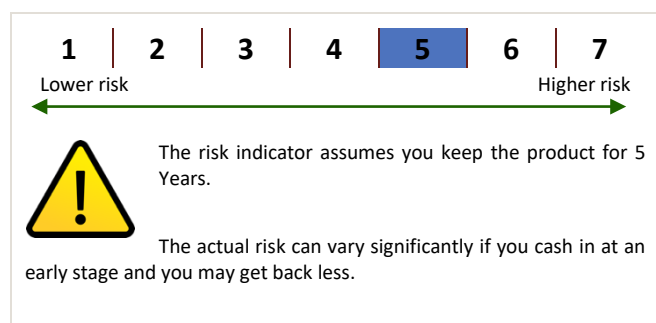 1 2 3 4 5 6 7
Lower risk Higher risk
The risk indicator assumes you keep the product for 5
Years.
The actual risk can vary significantly if you cash in at an
early stage and you may get back less.